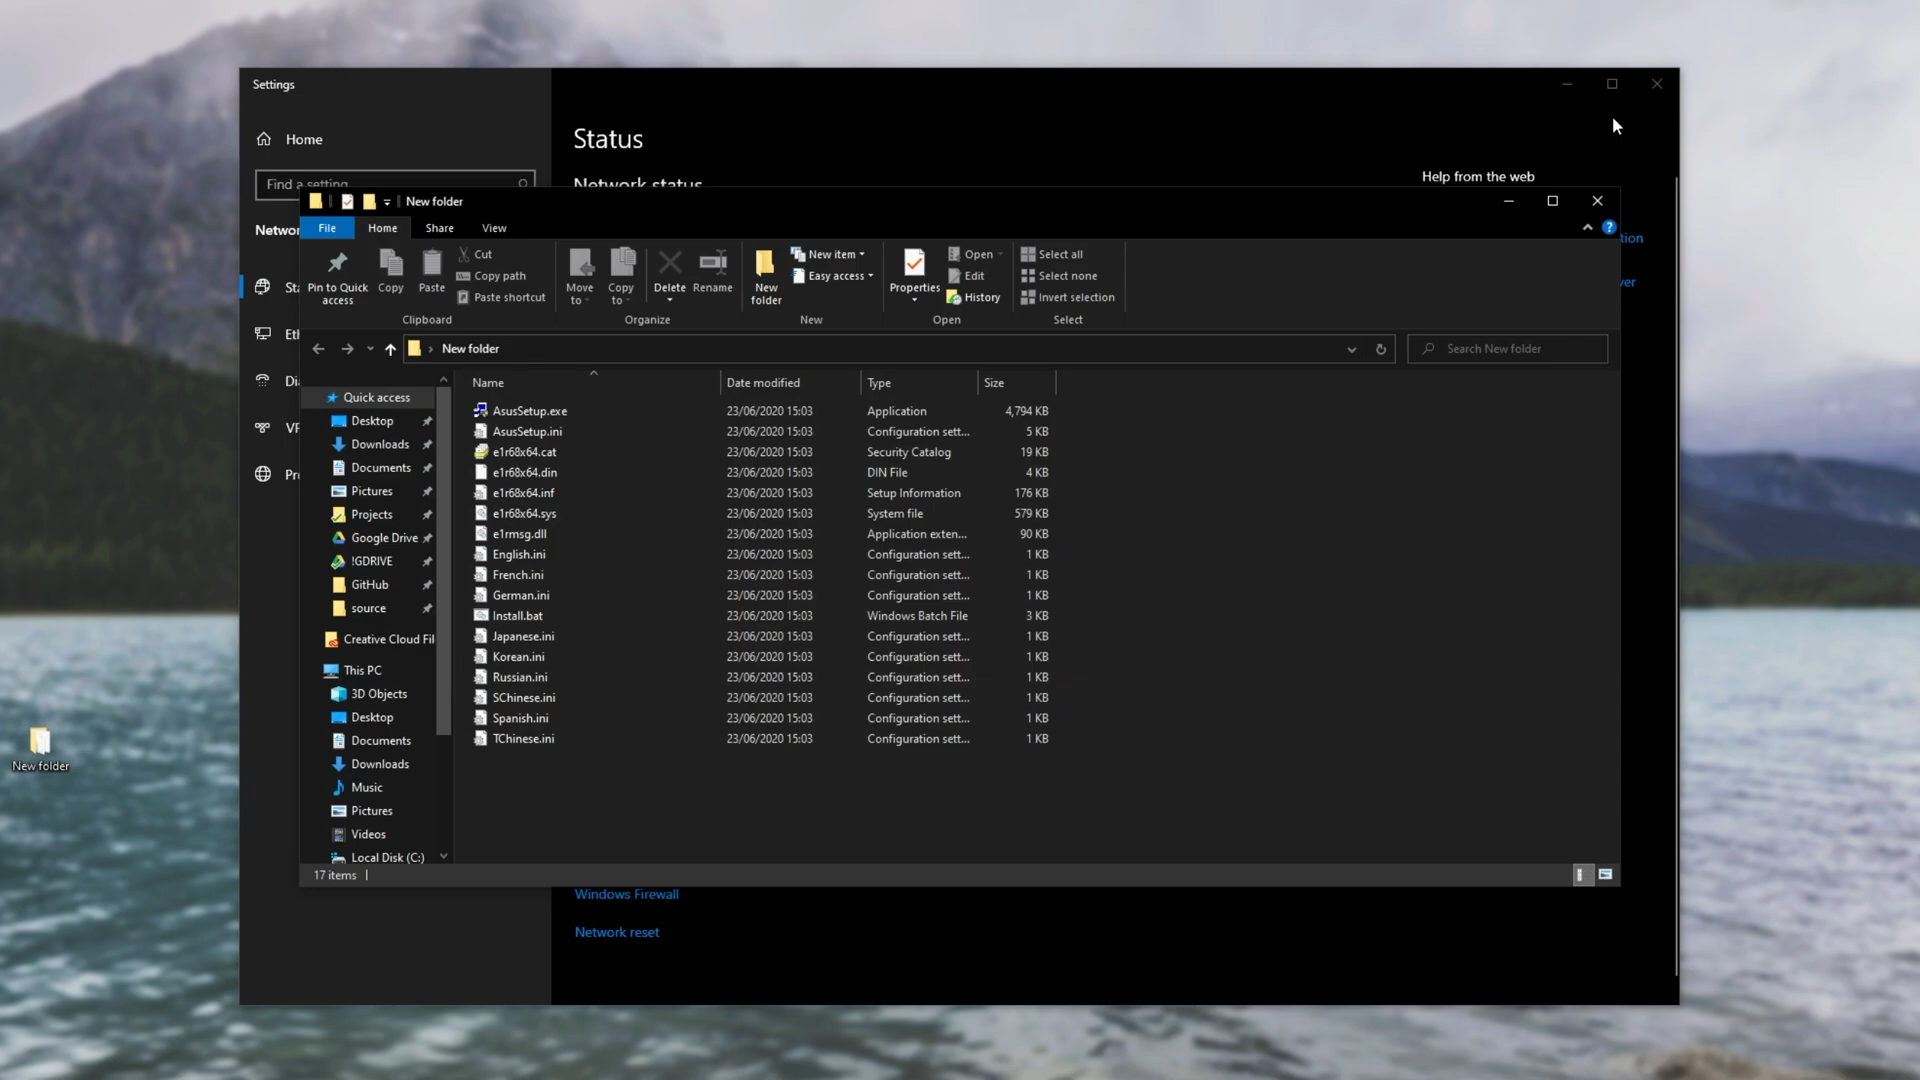 Settings
Home
Find a setting
Status
Network status
Help from the web
New folder
File Home Share View
Pin to Quick access
Copy
Paste
Cut
Copy path
Paste shortcut
Clipboard
Move to
Copy to
Delete
Rename
Organize
New folder
New item
Easy access
New
Properties
Open
Edit
History
Open
Select all
Select none
Invert selection
Select
New folder
Search New folder
Name Date modified Type Size
AsusSetup.exe 23/06/2020 15:03 Application 4,794 KB
AsusSetup.ini 23/06/2020 15:03 Configuration sett... 5 KB
e1r68x64.cat 23/06/2020 15:03 Security Catalog 19 KB
e1r68x64.din 23/06/2020 15:03 DIN File 4 KB
e1r68x64.inf 23/06/2020 15:03 Setup Information 176 KB
e1r68x64.sys 23/06/2020 15:03 System file 579 KB
e1rmsg.dll 23/06/2020 15:03 Application exten... 90 KB
English.ini 23/06/2020 15:03 Configuration sett... 1 KB
French.ini 23/06/2020 15:03 Configuration sett... 1 KB
German.ini 23/06/2020 15:03 Configuration sett... 1 KB
Install.bat 23/06/2020 15:03 Windows Batch File 3 KB
Japanese.ini 23/06/2020 15:03 Configuration sett... 1 KB
Korean.ini 23/06/2020 15:03 Configuration sett... 1 KB
Russian.ini 23/06/2020 15:03 Configuration sett... 1 KB
SChinese.ini 23/06/2020 15:03 Configuration sett... 1 KB
Spanish.ini 23/06/2020 15:03 Configuration sett... 1 KB
TChinese.ini 23/06/2020 15:03 Configuration sett... 1 KB
Quick access
Desktop
Downloads
Documents
Pictures
Projects
Google Drive
!GDRIVE
GitHub
source
Creative Cloud Fil
This PC
3D Objects
Desktop
Documents
Downloads
Music
Pictures
Videos
Local Disk (C:)
17 items
Windows Firewall
Network reset
New folder